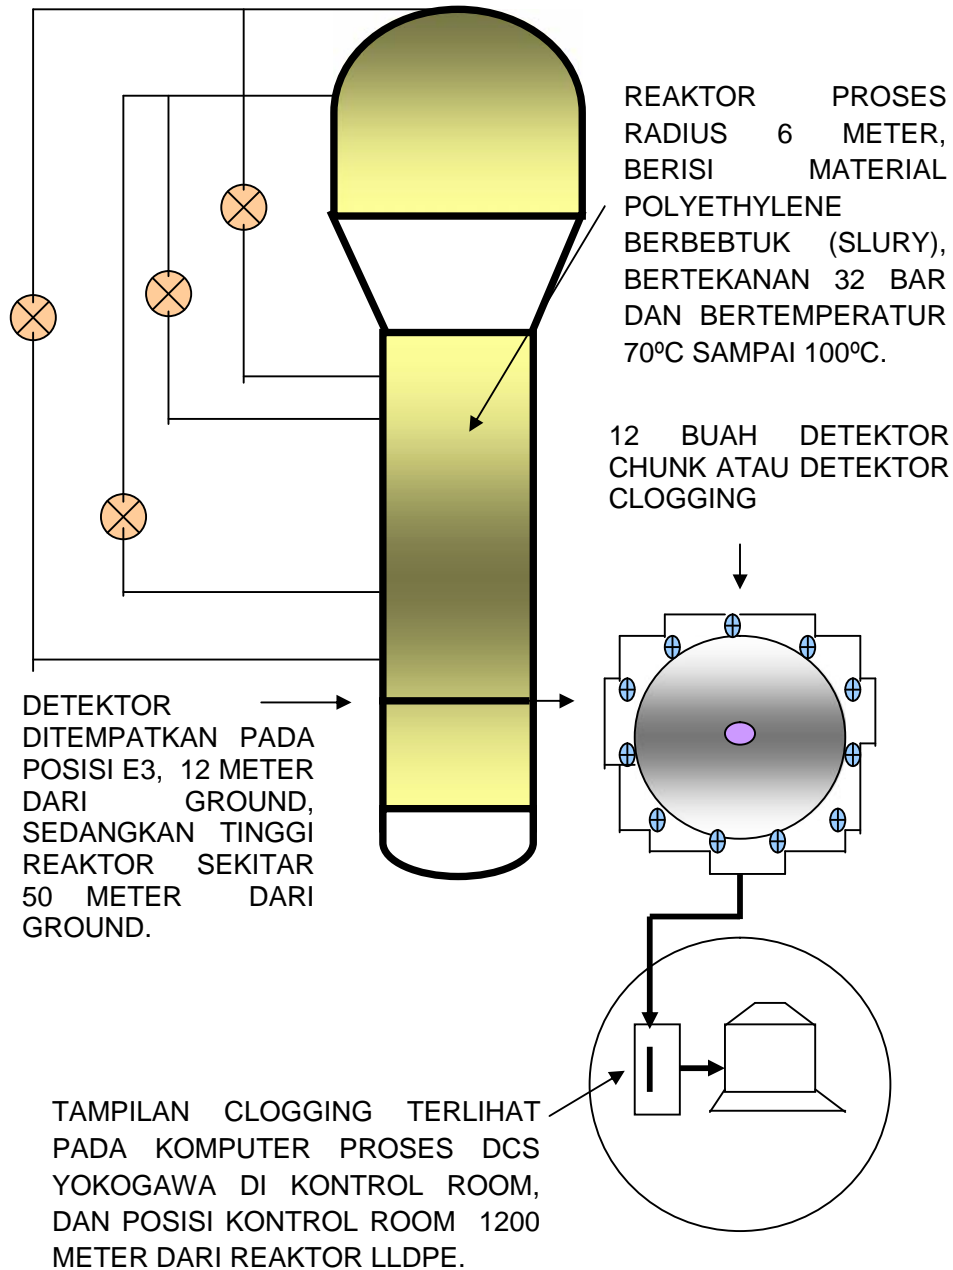 REAKTOR PROSES
RADIUS 6 METER,
BERISI MATERIAL
POLYETHYLENE
BERBEBTUK (SLURY),
BERTEKANAN 32 BAR
DAN BERTEMPERATUR
70ºC SAMPAI 100ºC.
12 BUAH DETEKTOR
CHUNK ATAU DETEKTOR
CLOGGING
DETEKTOR
DITEMPATKAN PADA
POSISI E3, 12 METER
DARI GROUND,
SEDANGKAN TINGGI
REAKTOR SEKITAR
50 METER DARI
GROUND.
TAMPILAN CLOGGING TERLIHAT
PADA KOMPUTER PROSES DCS
YOKOGAWA DI KONTROL ROOM,
DAN POSISI KONTROL ROOM 1200
METER DARI REAKTOR LLDPE.